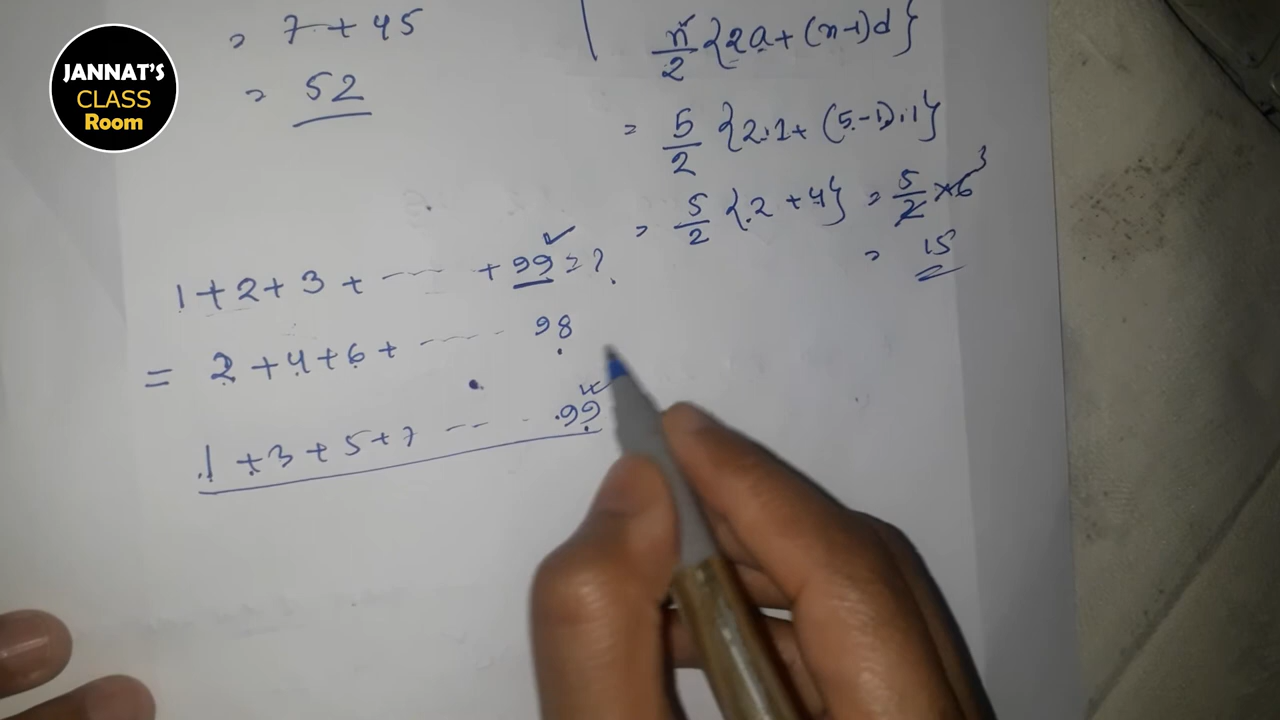 JANNAT'S
CLASS
Room
= 7 + 45
= 52
n/2 {2a + (n-1)d}
= 5/2 {2.1 + (5-1).1}
= 5/2 {2 + 4} = 5/2 × 6 3
= 15
1 + 2 + 3 + ---- + 99 = ?
= 2 + 4 + 6 + ---- 98
1 + 3 + 5 + 7 --- 99